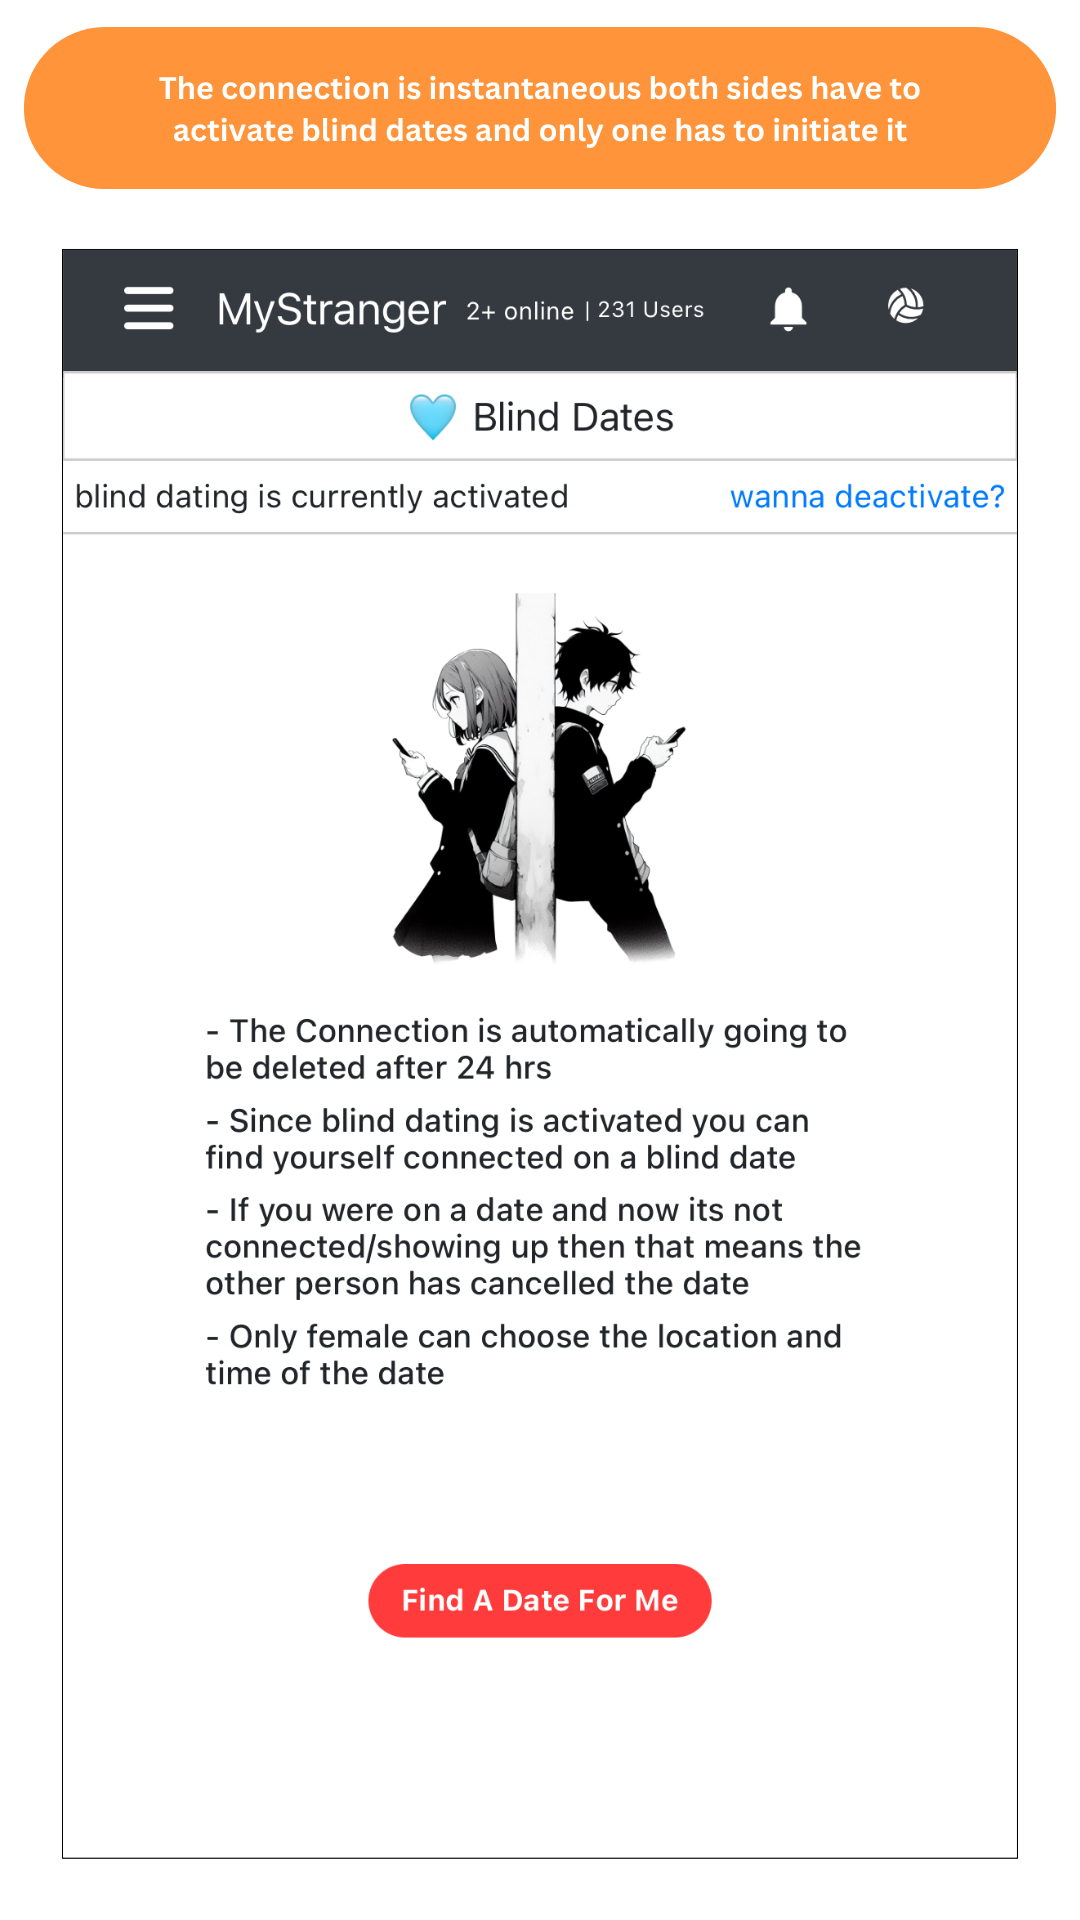 The connection is instantaneous both sides have to
activate blind dates and only one has to initiate it
MyStranger 2+ online | 231 Users
🩵 Blind Dates
blind dating is currently activated wanna deactivate?
- The Connection is automatically going to
be deleted after 24 hrs
- Since blind dating is activated you can
find yourself connected on a blind date
- If you were on a date and now its not
connected/showing up then that means the
other person has cancelled the date
- Only female can choose the location and
time of the date
Find A Date For Me